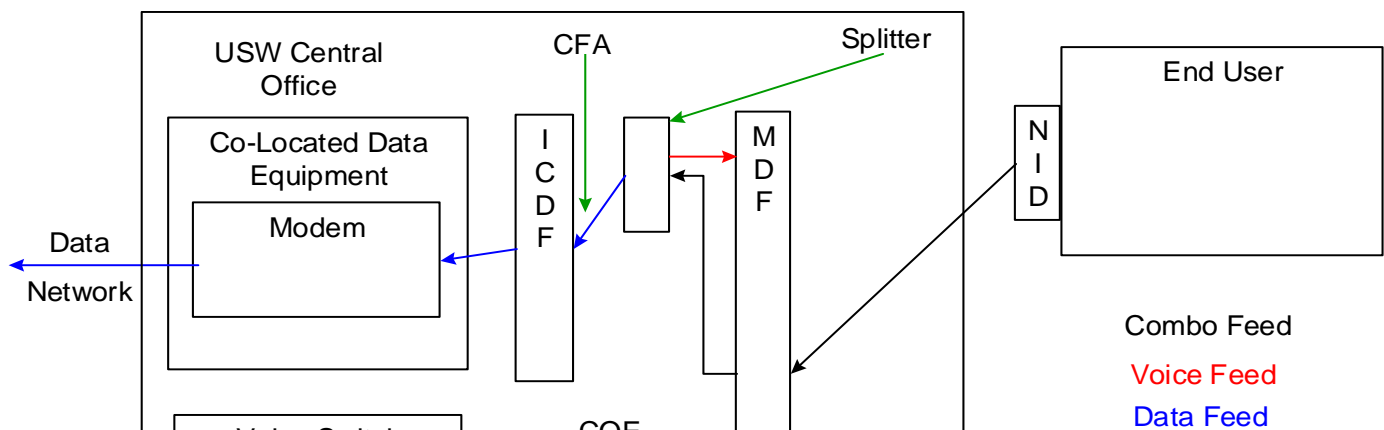 USW Central
Office
CFA
Splitter
End User
Co-Located Data
Equipment
Modem
I
C
D
F
M
D
F
N
I
D
Data
Network
Combo Feed
Voice Feed
Data Feed